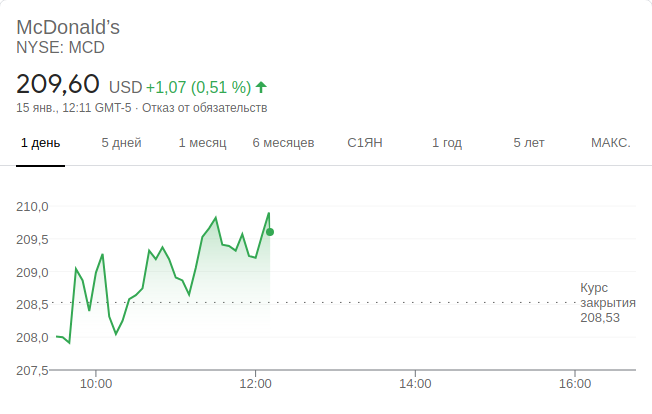 McDonald’s
NYSE: MCD
209,60 USD +1,07 (0,51 %)
15 янв., 12:11 GMT-5 · Отказ от обязательств
1 день 5 дней 1 месяц 6 месяцев С1ЯН 1 год 5 лет МАКС.
210,0
209,5
209,0
208,5
208,0
207,5
Курс
закрытия
208,53
10:00 12:00 14:00 16:00